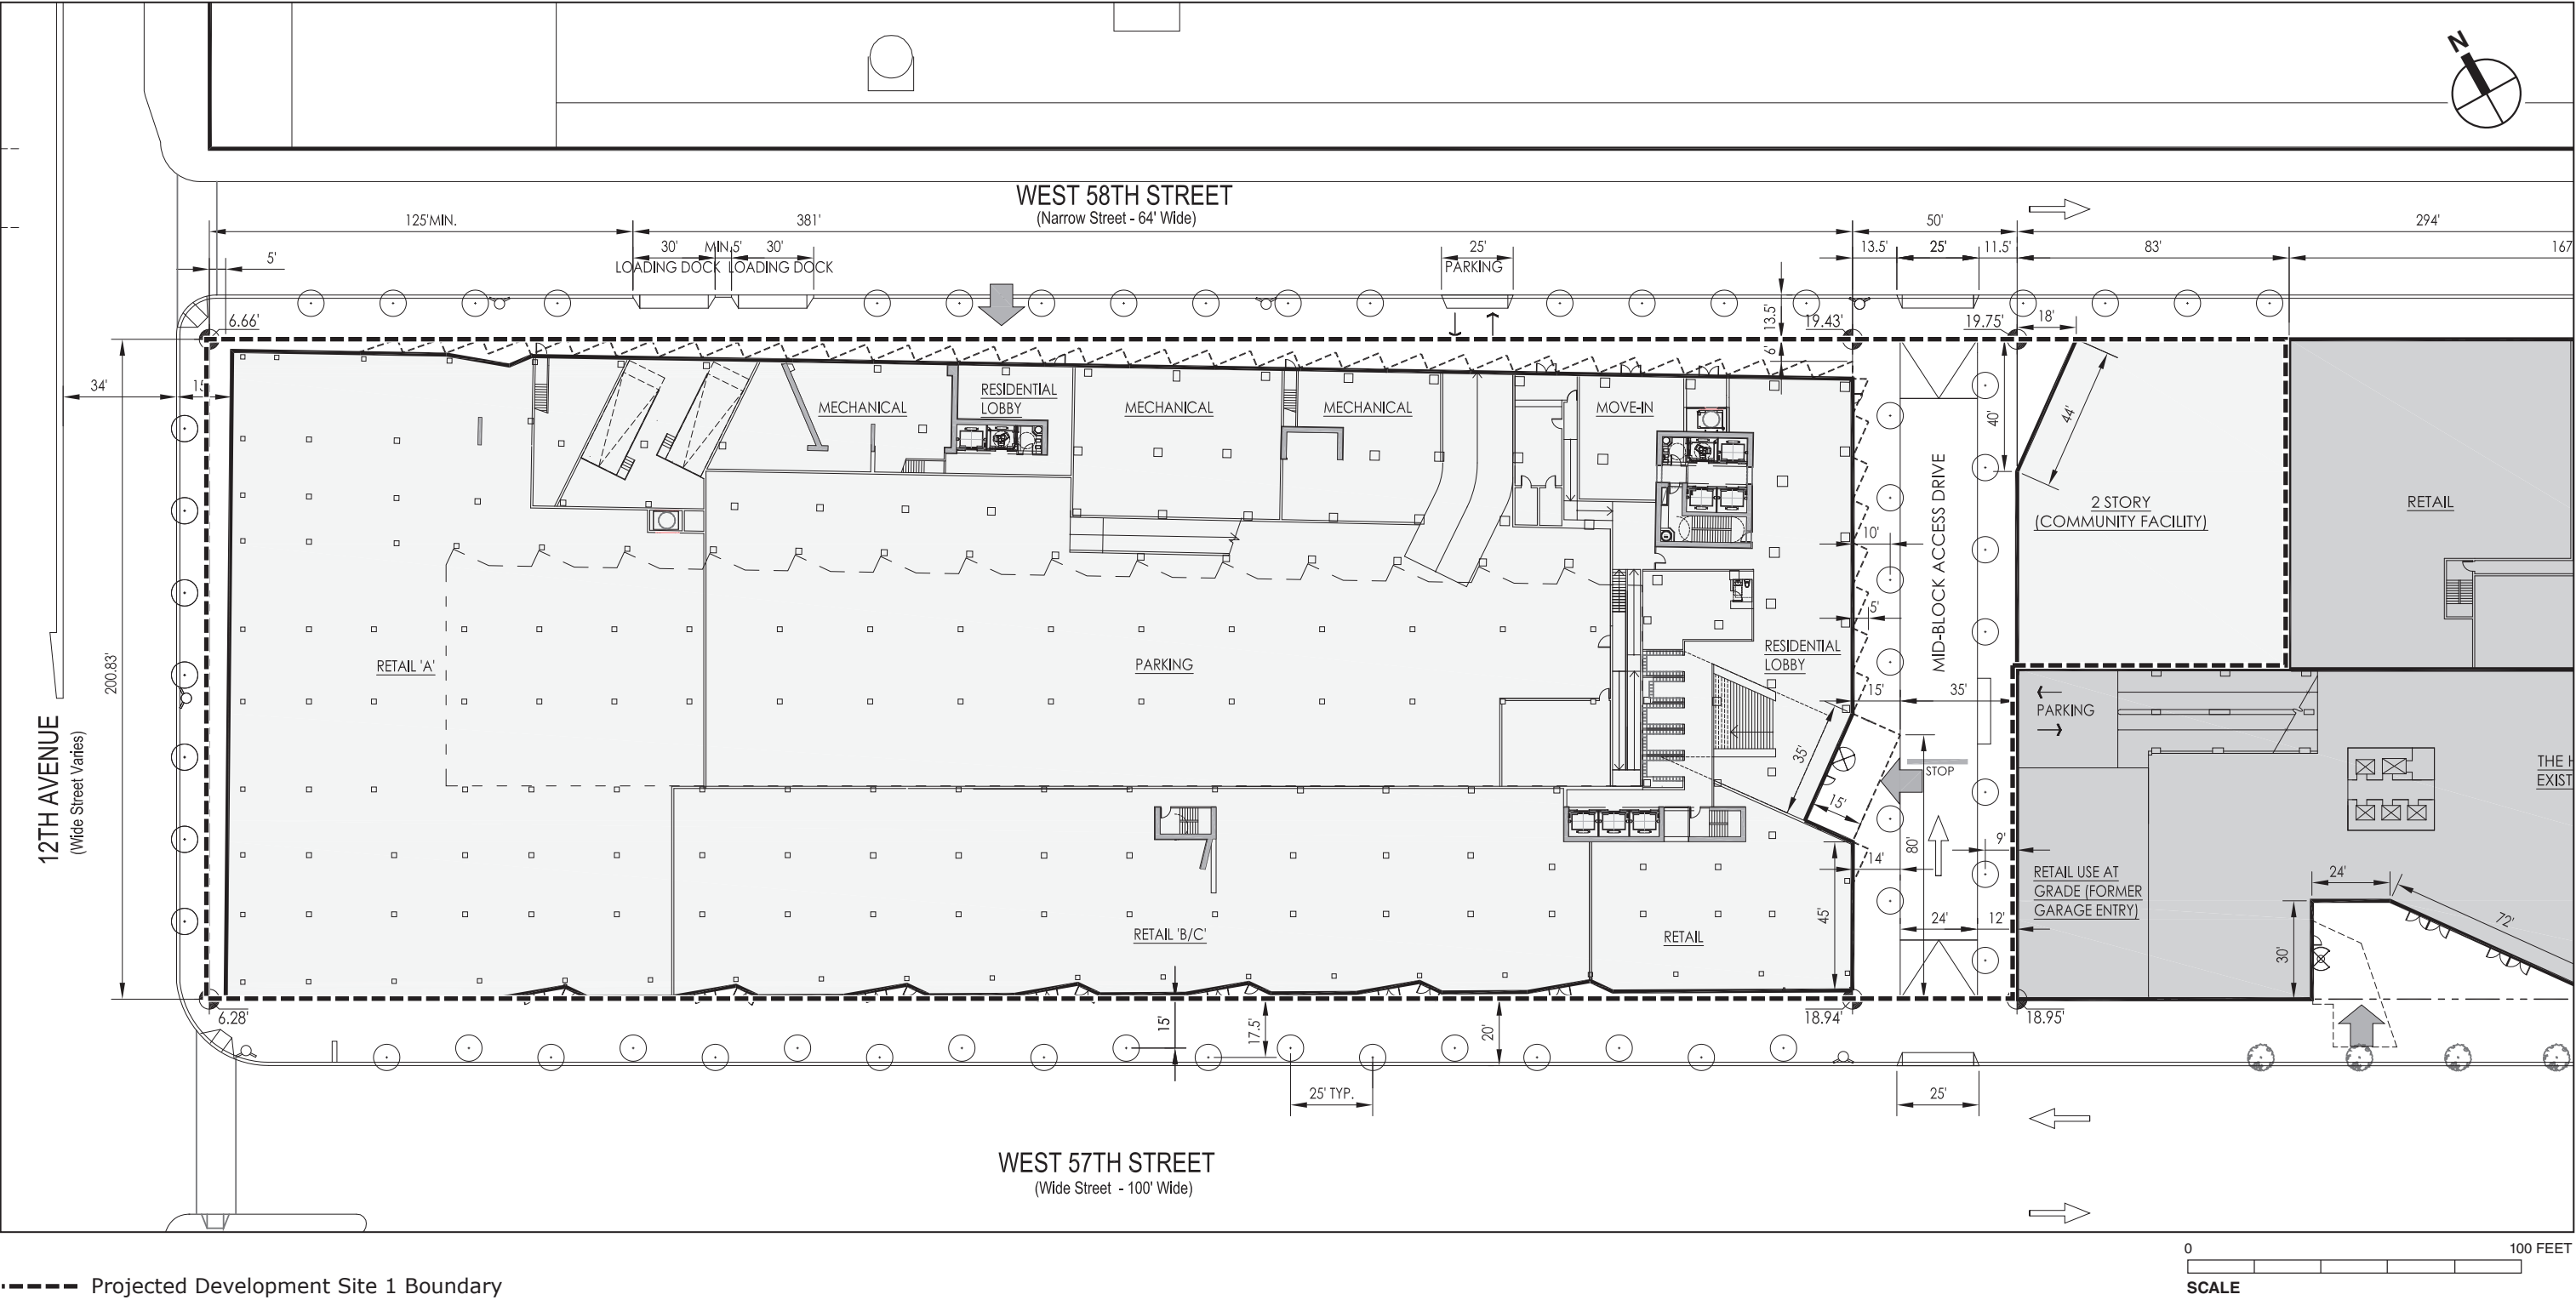 N
WEST 58TH STREET
(Narrow Street - 64' Wide)
125'MIN.
381'
50'
294'
30'
MIN.5'
30'
25'
13.5'
25'
11.5'
83'
167
5'
LOADING DOCK
LOADING DOCK
PARKING
6.66'
13.5'
19.43'
19.75'
18'
6'
34'
15
RESIDENTIAL
LOBBY
MECHANICAL
MECHANICAL
MECHANICAL
MOVE-IN
40'
44'
MID-BLOCK ACCESS DRIVE
2 STORY
(COMMUNITY FACILITY)
RETAIL
10'
5'
200.83'
RETAIL 'A'
PARKING
RESIDENTIAL
LOBBY
15'
35'
PARKING
12TH AVENUE
(Wide Street Varies)
35'
15'
STOP
THE H
EXIST
80'
14'
9'
RETAIL USE AT
GRADE (FORMER
GARAGE ENTRY)
24'
72'
45'
24'
12'
RETAIL 'B/C'
RETAIL
30'
6.28'
18.94'
18.95'
15'
17.5'
20'
25' TYP.
25'
WEST 57TH STREET
(Wide Street - 100' Wide)
0
100 FEET
SCALE
Projected Development Site 1 Boundary